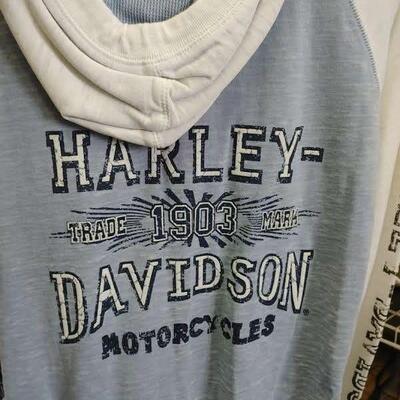 HARLEY-
TRADE 1903 MARK
DAVIDSON®
MOTORCYCLES